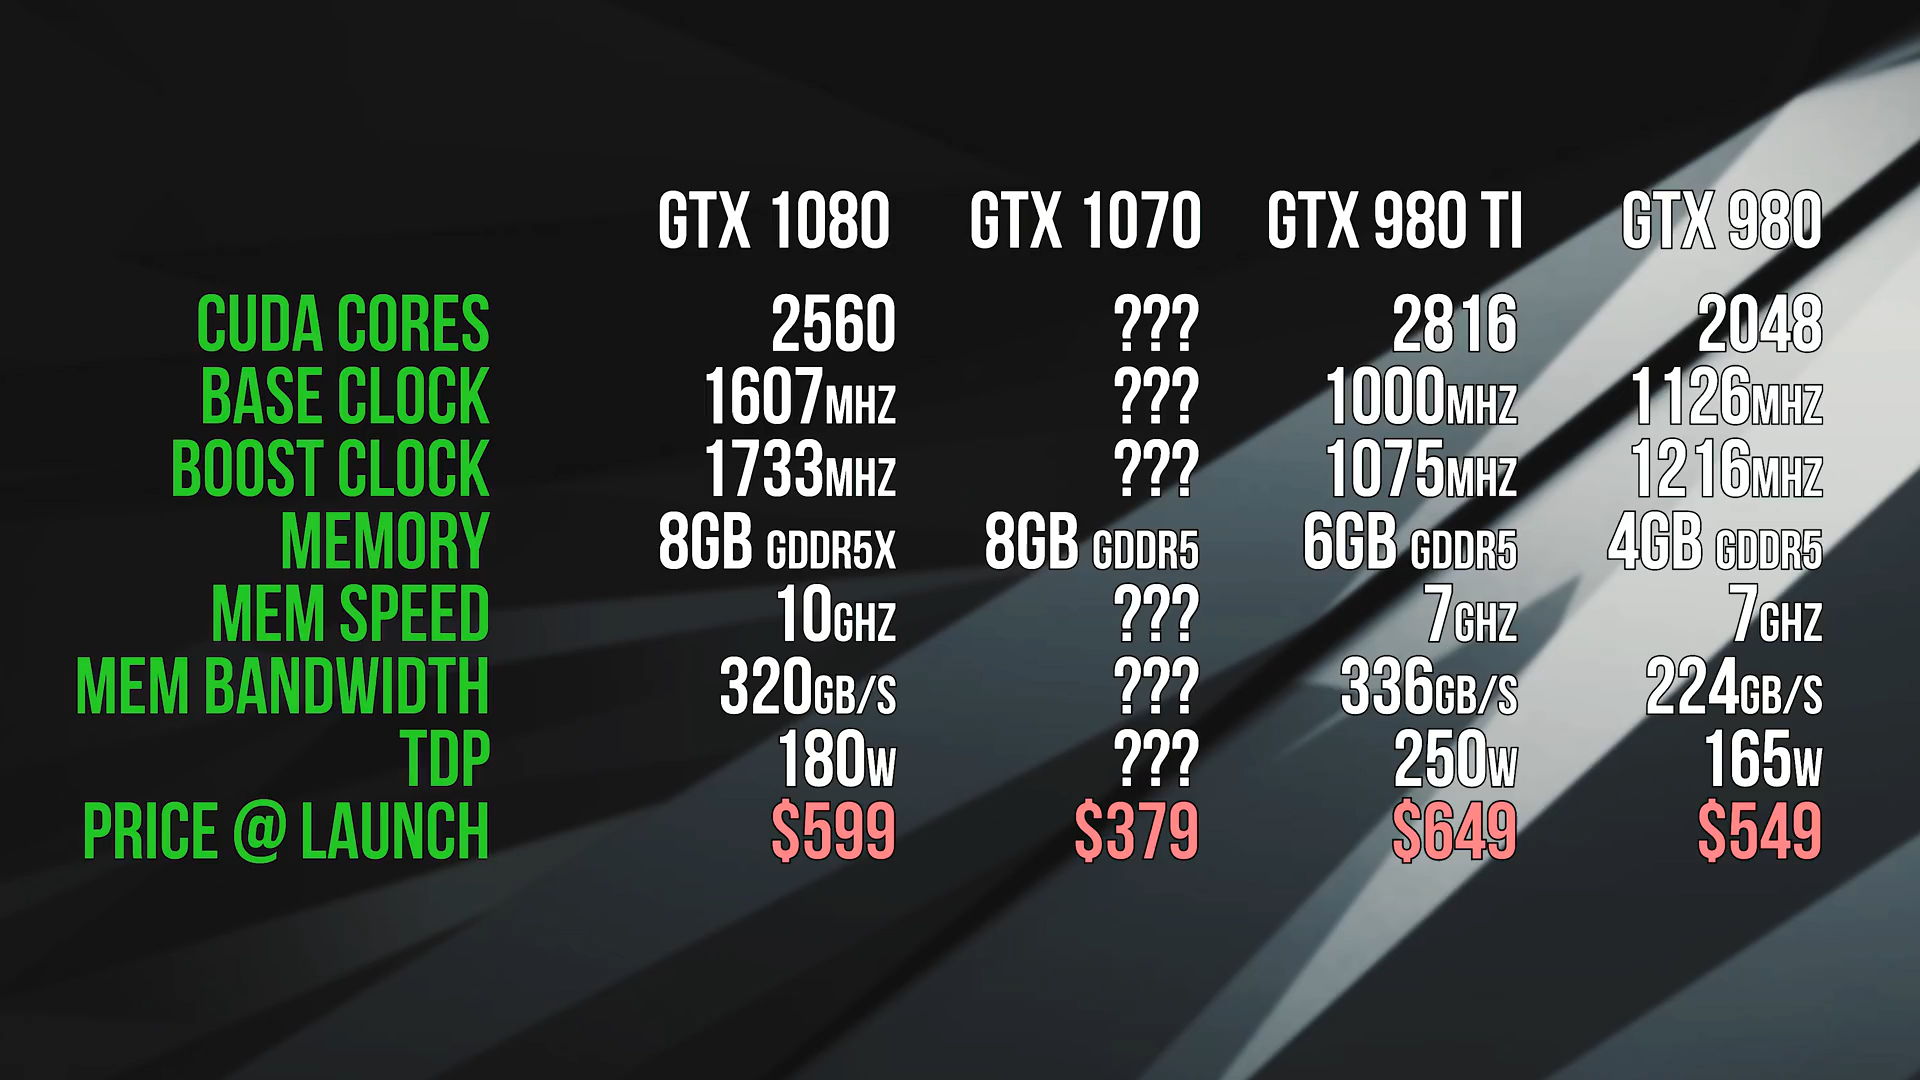 GTX 1080 GTX 1070 GTX 980 TI GTX 980
CUDA CORES 2560 ??? 2816 2048
BASE CLOCK 1607MHZ ??? 1000MHZ 1126MHZ
BOOST CLOCK 1733MHZ ??? 1075MHZ 1216MHZ
MEMORY 8GB GDDR5X 8GB GDDR5 6GB GDDR5 4GB GDDR5
MEM SPEED 10GHZ ??? 7GHZ 7GHZ
MEM BANDWIDTH 320GB/S ??? 336GB/S 224GB/S
TDP 180W ??? 250W 165W
PRICE @ LAUNCH $599 $379 $649 $549